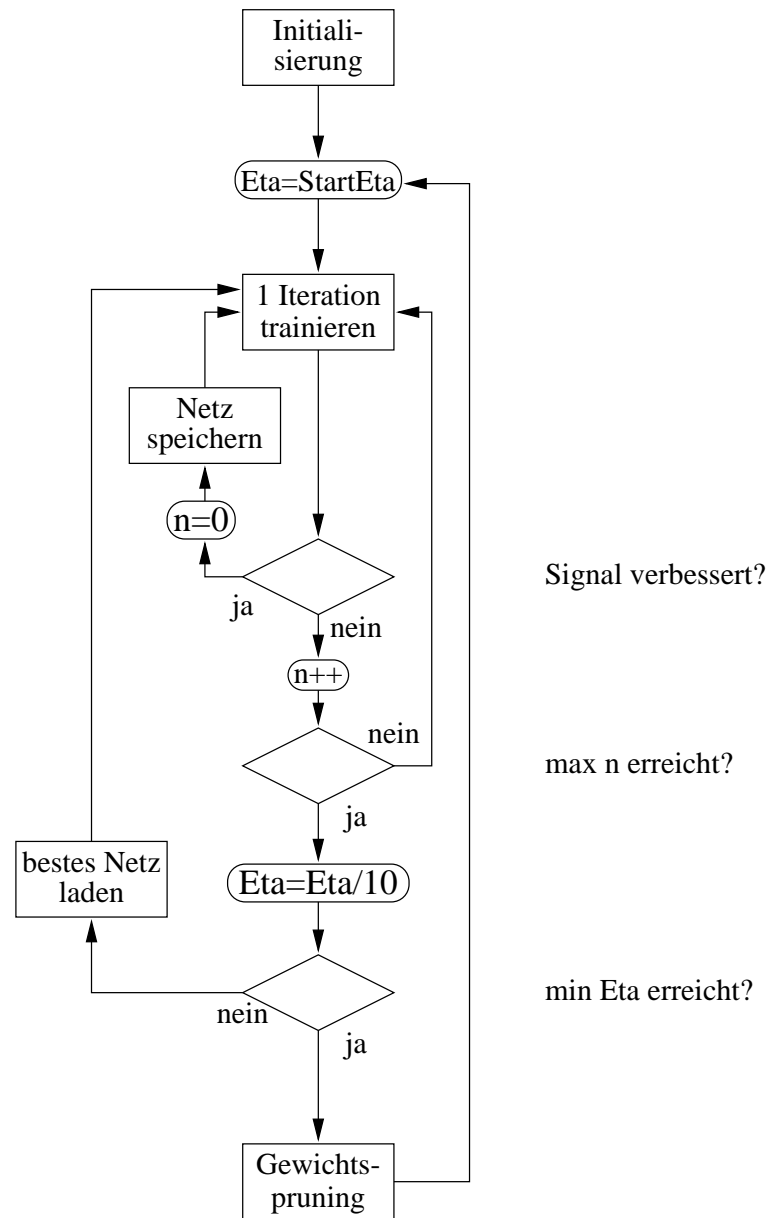 Initiali-
sierung
Eta=StartEta
1 Iteration
trainieren
Netz
speichern
n=0
Signal verbessert?
ja
nein
n++
nein
max n erreicht?
ja
bestes Netz
laden
Eta=Eta/10
nein
min Eta erreicht?
ja
Gewichts-
pruning